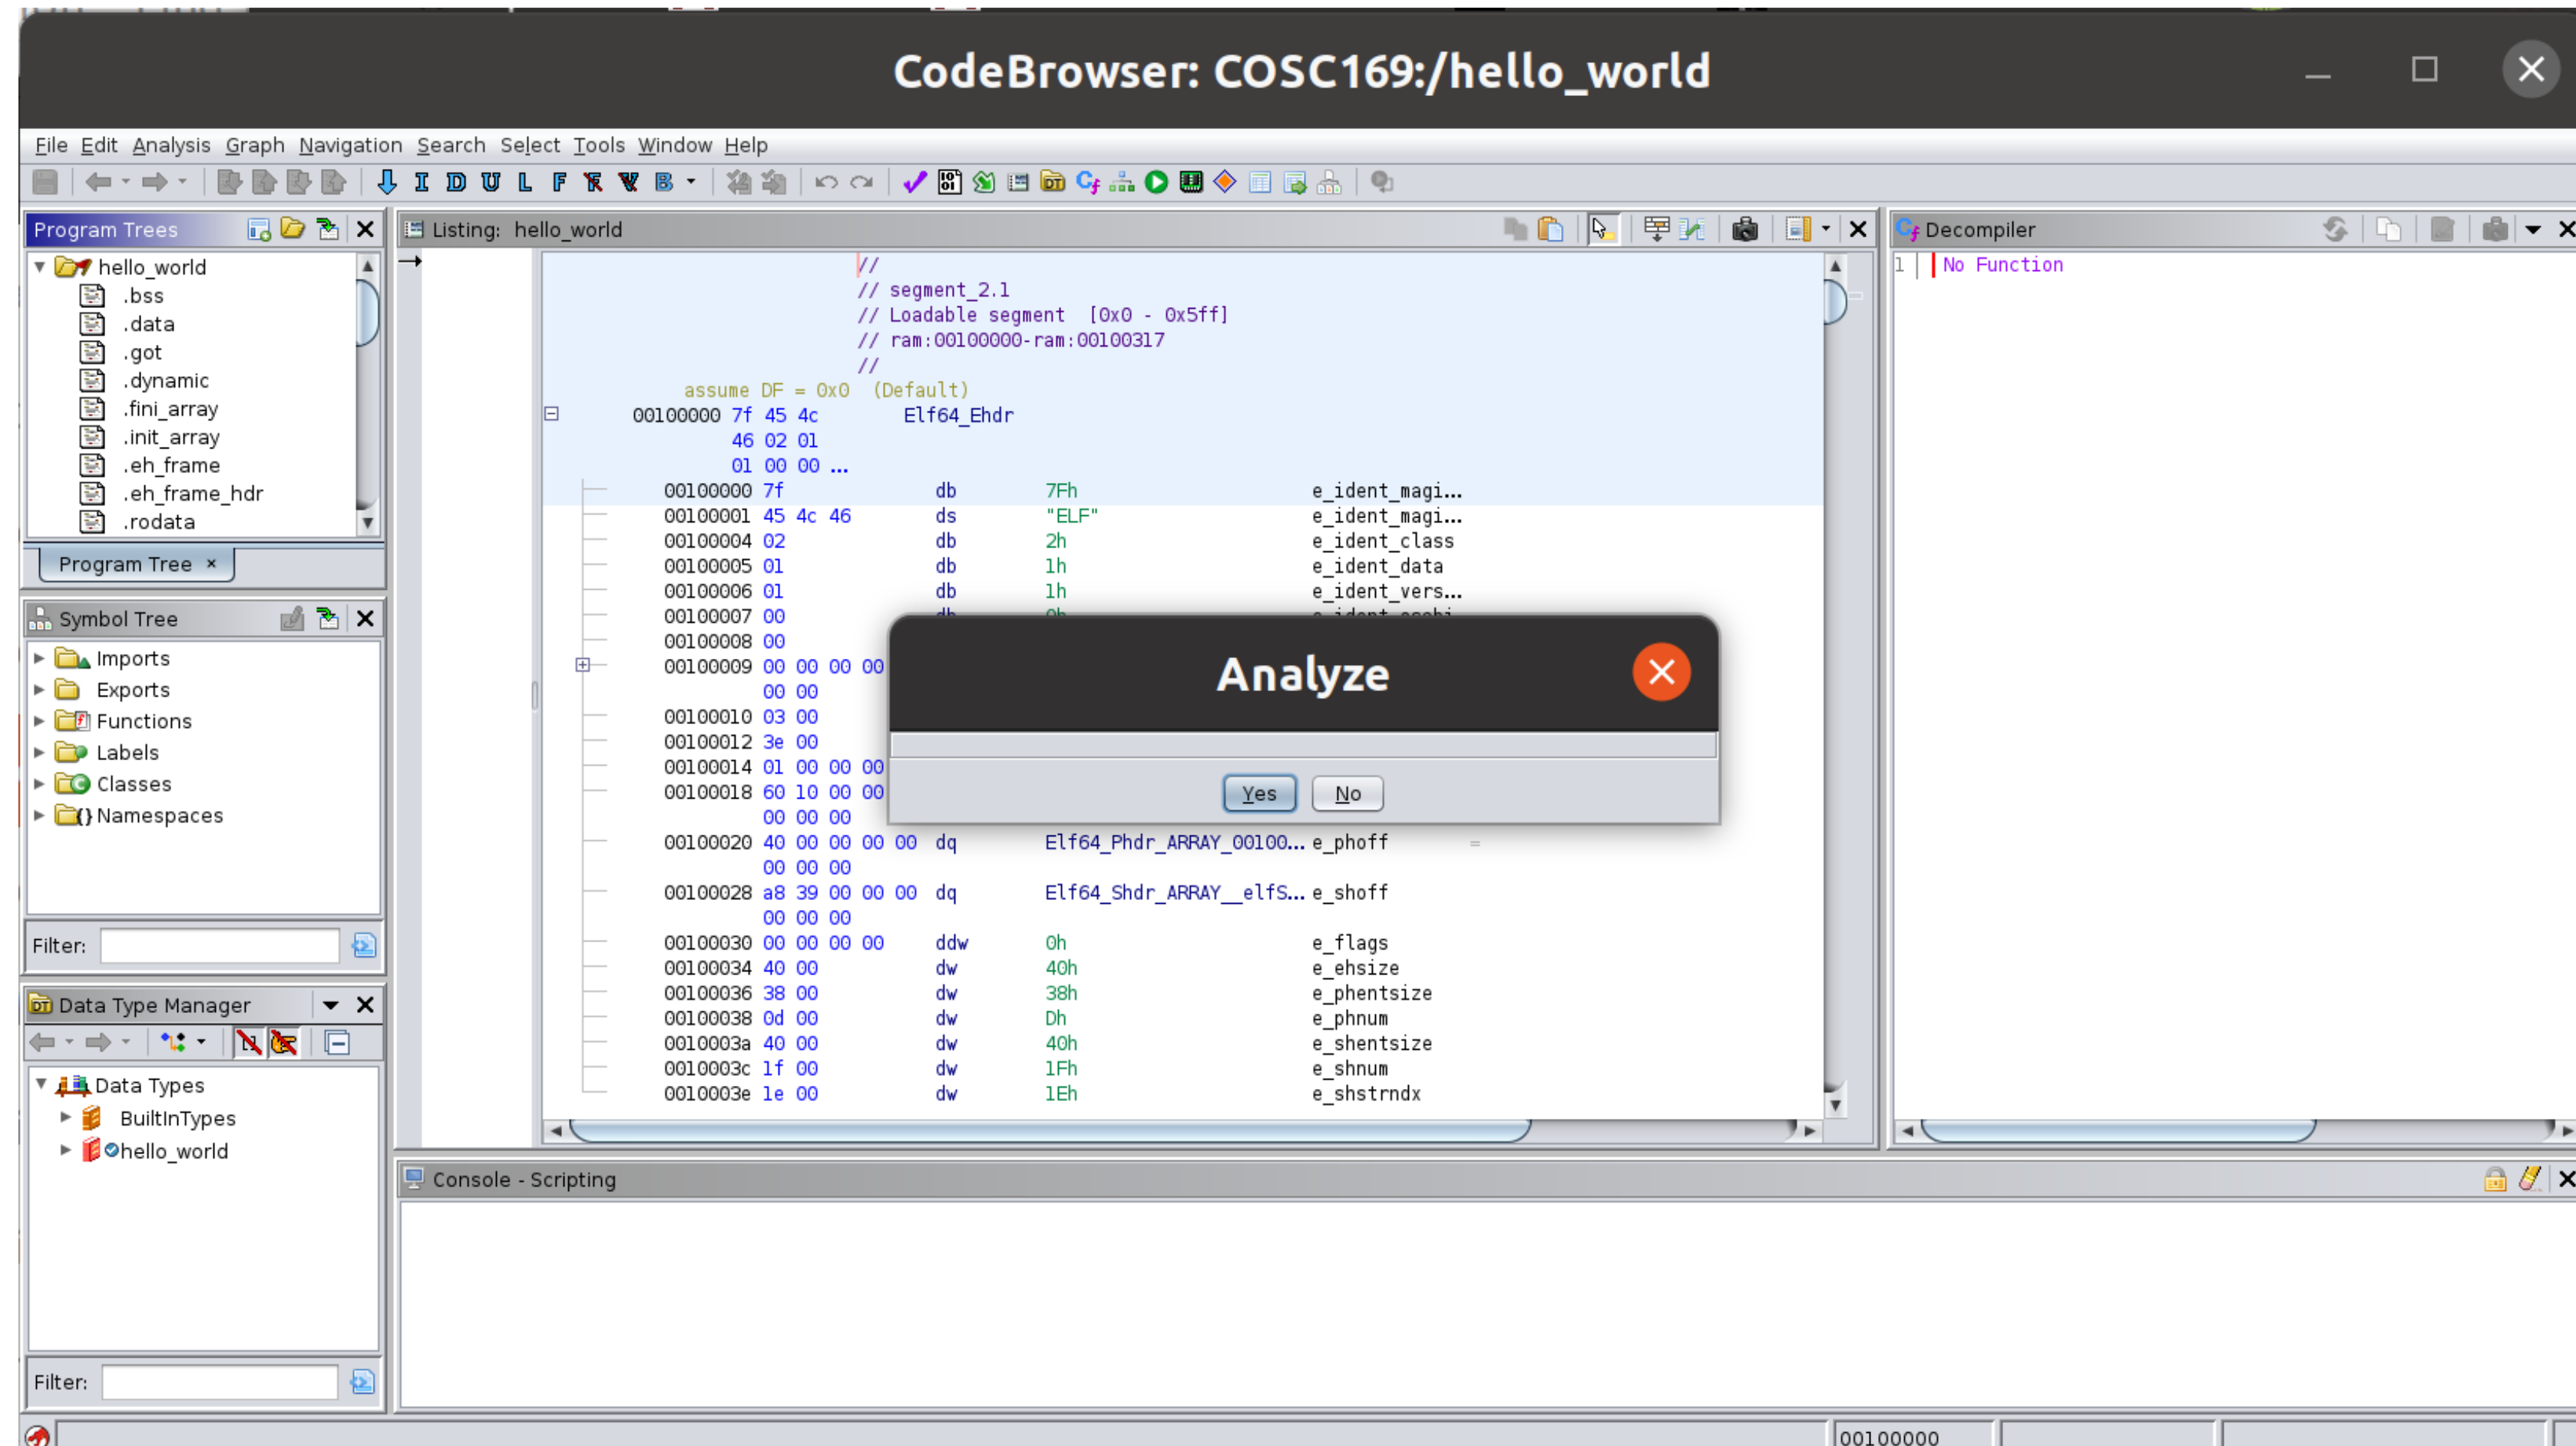 CodeBrowser: COSC169:/hello_world
File Edit Analysis Graph Navigation Search Select Tools Window Help
I D U L F B
Program Trees
hello_world
.bss
.data
.got
.dynamic
.fini_array
.init_array
.eh_frame
.eh_frame_hdr
.rodata
Program Tree ×
Symbol Tree
Imports
Exports
Functions
Labels
Classes
Namespaces
Filter:
Data Type Manager
Data Types
BuiltInTypes
hello_world
Filter:
Listing: hello_world
//
// segment_2.1
// Loadable segment [0x0 - 0x5ff]
// ram:00100000-ram:00100317
//
assume DF = 0x0 (Default)
00100000 7f 45 4c Elf64_Ehdr
46 02 01
01 00 00 ...
00100000 7f db 7Fh e_ident_magi...
00100001 45 4c 46 ds "ELF" e_ident_magi...
00100004 02 db 2h e_ident_class
00100005 01 db 1h e_ident_data
00100006 01 db 1h e_ident_vers...
00100007 00
00100008 00
00100009 00 00 00 00
00 00
00100010 03 00
00100012 3e 00
00100014 01 00 00 00
00100018 60 10 00 00
00 00 00
00100020 40 00 00 00 00 dq Elf64_Phdr_ARRAY_00100... e_phoff =
00 00 00
00100028 a8 39 00 00 00 dq Elf64_Shdr_ARRAY__elfS... e_shoff
00 00 00
00100030 00 00 00 00 ddw 0h e_flags
00100034 40 00 dw 40h e_ehsize
00100036 38 00 dw 38h e_phentsize
00100038 0d 00 dw Dh e_phnum
0010003a 40 00 dw 40h e_shentsize
0010003c 1f 00 dw 1Fh e_shnum
0010003e 1e 00 dw 1Eh e_shstrndx
Analyze
Yes No
Decompiler
1 No Function
Console - Scripting
00100000